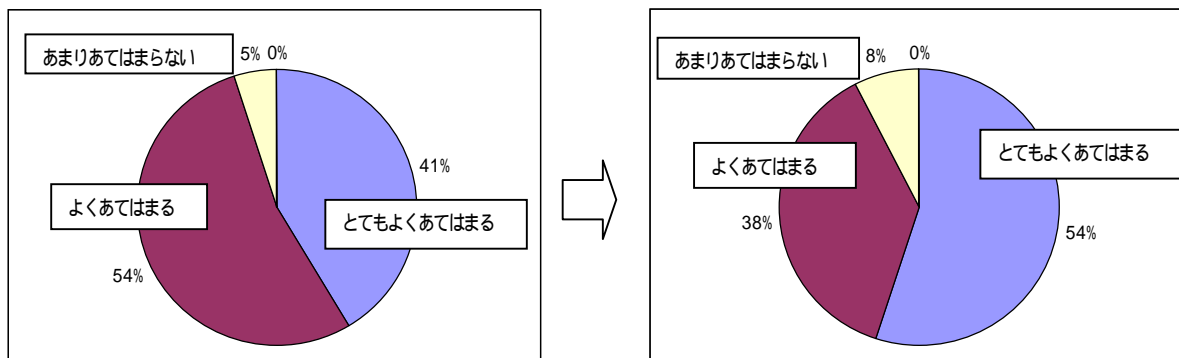 あまりあてはまらない
5% 0%
41%
よくあてはまる
とてもよくあてはまる
54%
あまりあてはまらない
8% 0%
とてもよくあてはまる
よくあてはまる
38%
54%